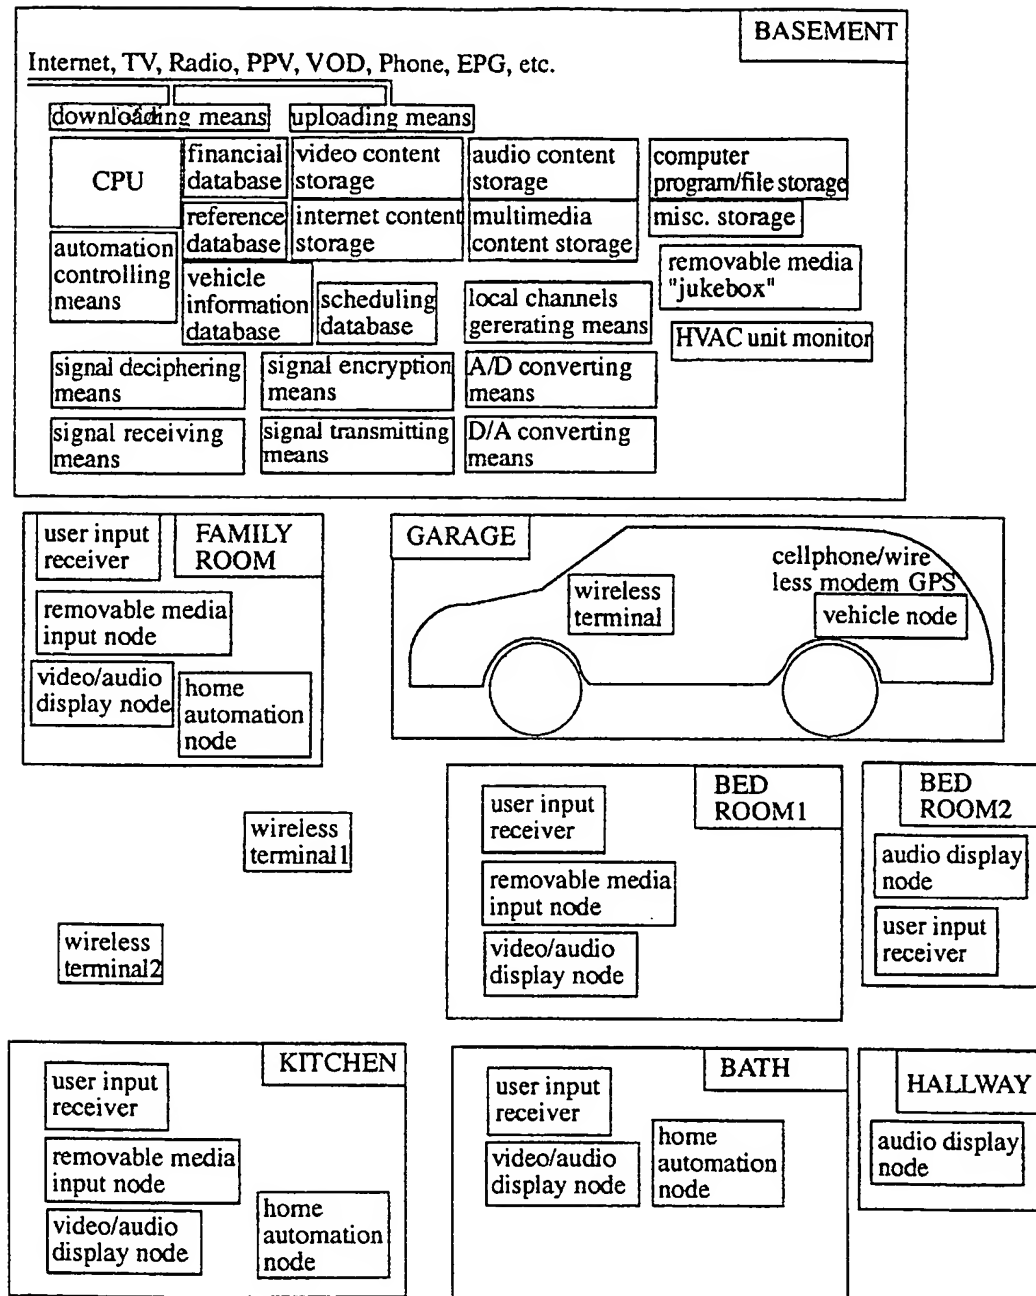 BASEMENT
Internet, TV, Radio, PPV, VOD, Phone, EPG, etc.
downloading means
uploading means
CPU
financial
database
video content
storage
audio content
storage
computer
program/file storage
reference
database
internet content
storage
multimedia
content storage
misc. storage
automation
controlling
means
vehicle
information
database
scheduling
database
local channels
gererating means
removable media
"jukebox"
HVAC unit monitor
signal deciphering
means
signal encryption
means
A/D converting
means
signal receiving
means
signal transmitting
means
D/A converting
means
user input
receiver
FAMILY
ROOM
removable media
input node
video/audio
display node
home
automation
node
GARAGE
wireless
terminal
cellphone/wire
less modem GPS
vehicle node
wireless
terminal1
wireless
terminal2
BED
ROOM1
user input
receiver
removable media
input node
video/audio
display node
BED
ROOM2
audio display
node
user input
receiver
KITCHEN
user input
receiver
removable media
input node
video/audio
display node
home
automation
node
BATH
user input
receiver
video/audio
display node
home
automation
node
HALLWAY
audio display
node